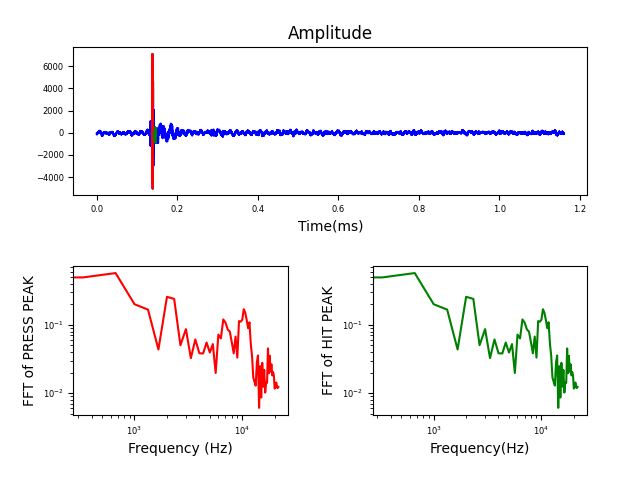 Amplitude
6000
4000
2000
0
−2000
−4000
0.0 0.2 0.4 0.6 0.8 1.0 1.2
Time(ms)
FFT of PRESS PEAK
10⁻¹
10⁻²
10³ 10⁴
Frequency (Hz)
FFT of HIT PEAK
10⁻¹
10⁻²
10³ 10⁴
Frequency(Hz)